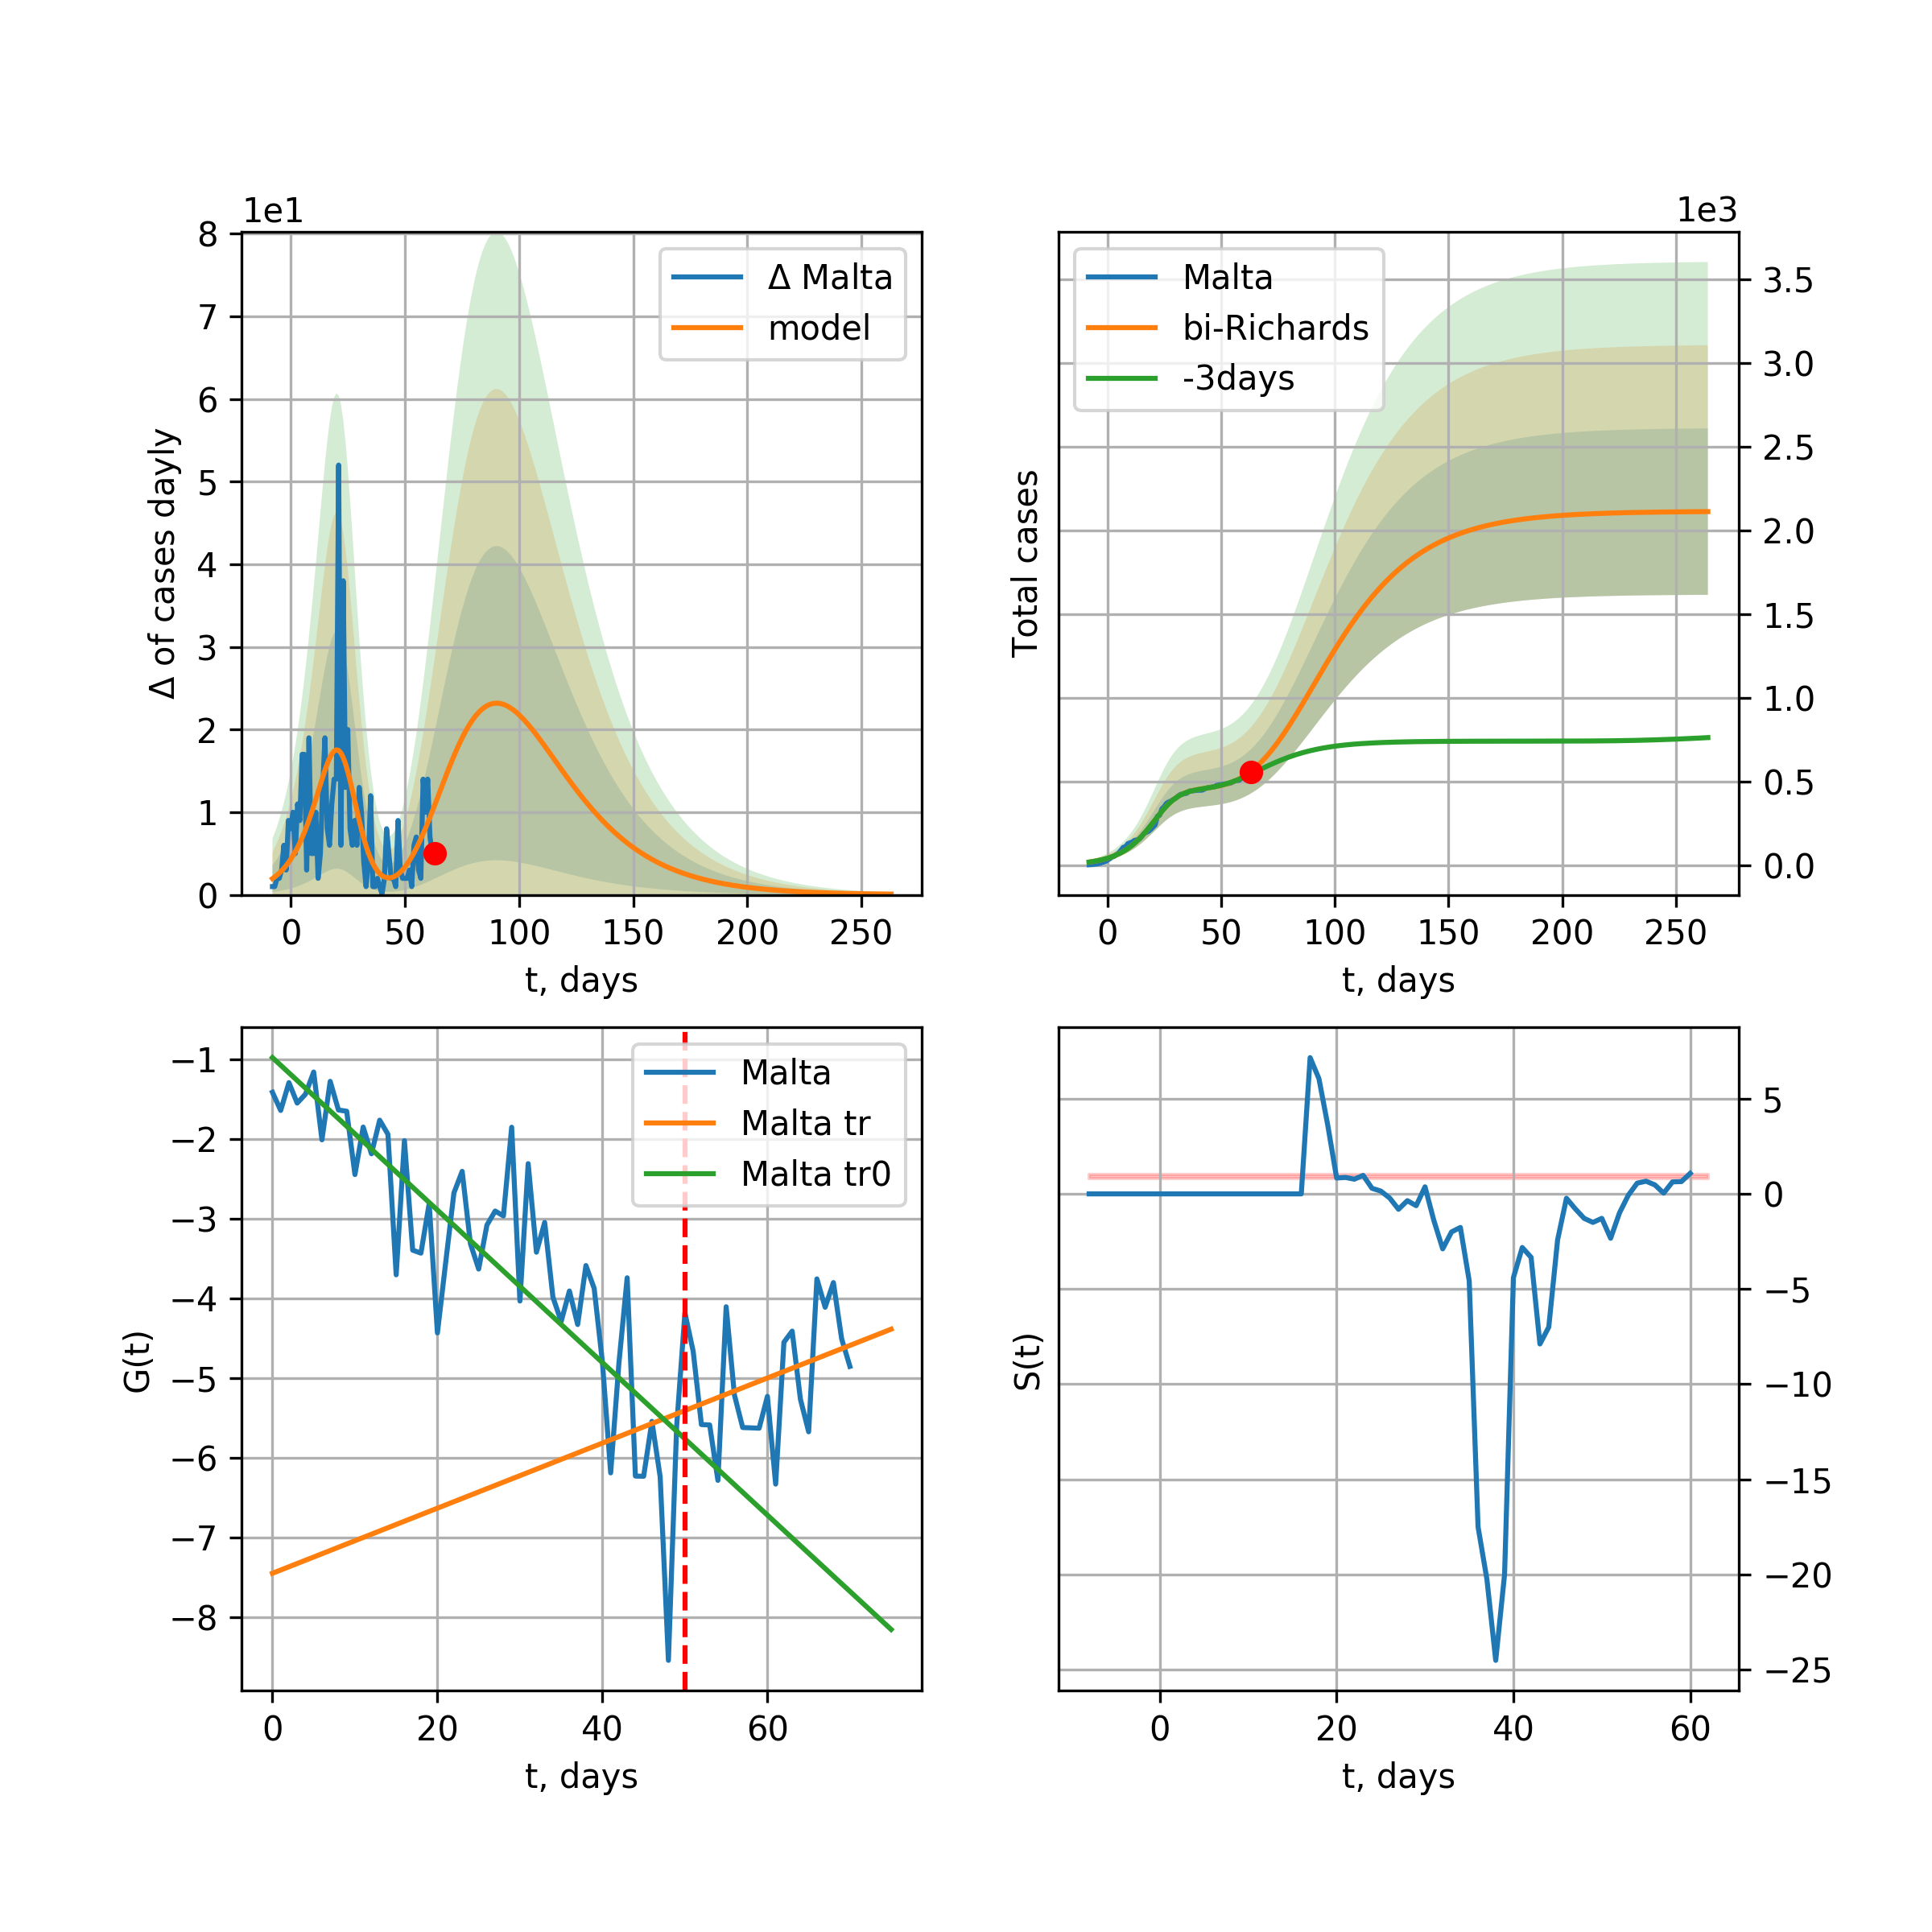 1e1
8
7
6
5
4
3
2
1
0
Δ of cases dayly
Δ Malta
model
0 50 100 150 200 250
t, days
1e3
Total cases
Malta
bi-Richards
-3days
3.5
3.0
2.5
2.0
1.5
1.0
0.5
0.0
0 50 100 150 200 250
t, days
−1
−2
−3
−4
−5
−6
−7
−8
G(t)
Malta
Malta tr
Malta tr0
0 20 40 60
t, days
S(t)
5
0
−5
−10
−15
−20
−25
0 20 40 60
t, days